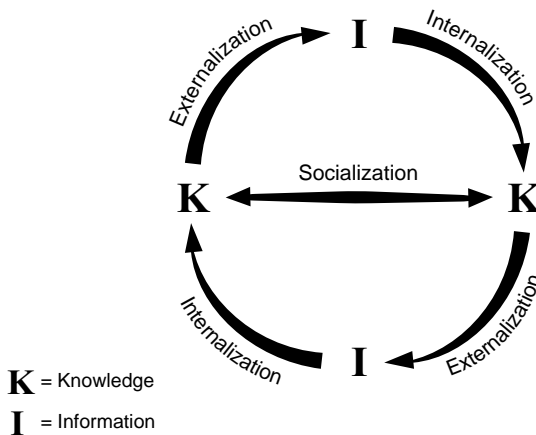 I
Externalization
Internalization
Socialization
K
K
Internalization
Externalization
I
K = Knowledge
I = Information